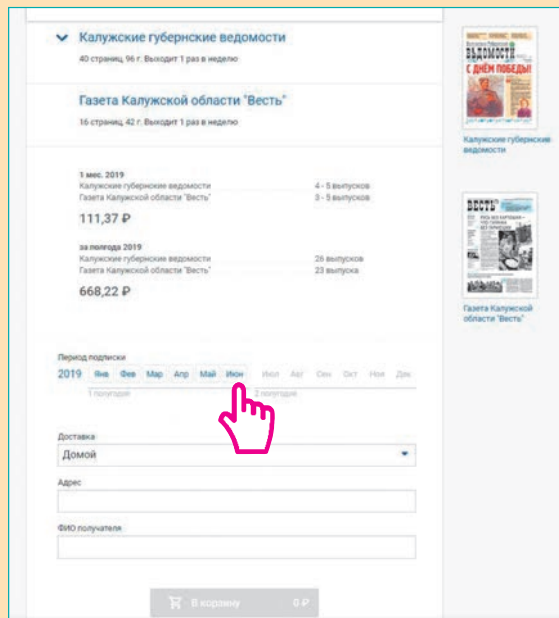 Калужские губернские ведомости
40 страниц, 96 г. Выходит 1 раз в неделю
Газета Калужской области "Весть"
16 страниц, 42 г. Выходит 1 раз в неделю
1 мес. 2019
Калужские губернские ведомости 4 - 5 выпусков
Газета Калужской области "Весть" 3 - 5 выпусков
111,37 ₽
за полгода 2019
Калужские губернские ведомости 26 выпусков
Газета Калужской области "Весть" 23 выпуска
668,22 ₽
Период подписки
2019 Янв Фев Мар Апр Май Июн Июл Авг Сен Окт Ноя Дек
1 полугодие 2 полугодие
Доставка
Домой
Адрес
ФИО получателя
В корзину 0 ₽
ВЕДОМОСТИ
С ДНЁМ ПОБЕДЫ!
Калужские губернские
ведомости
ВЕСТЬ
Газета Калужской
области "Весть"